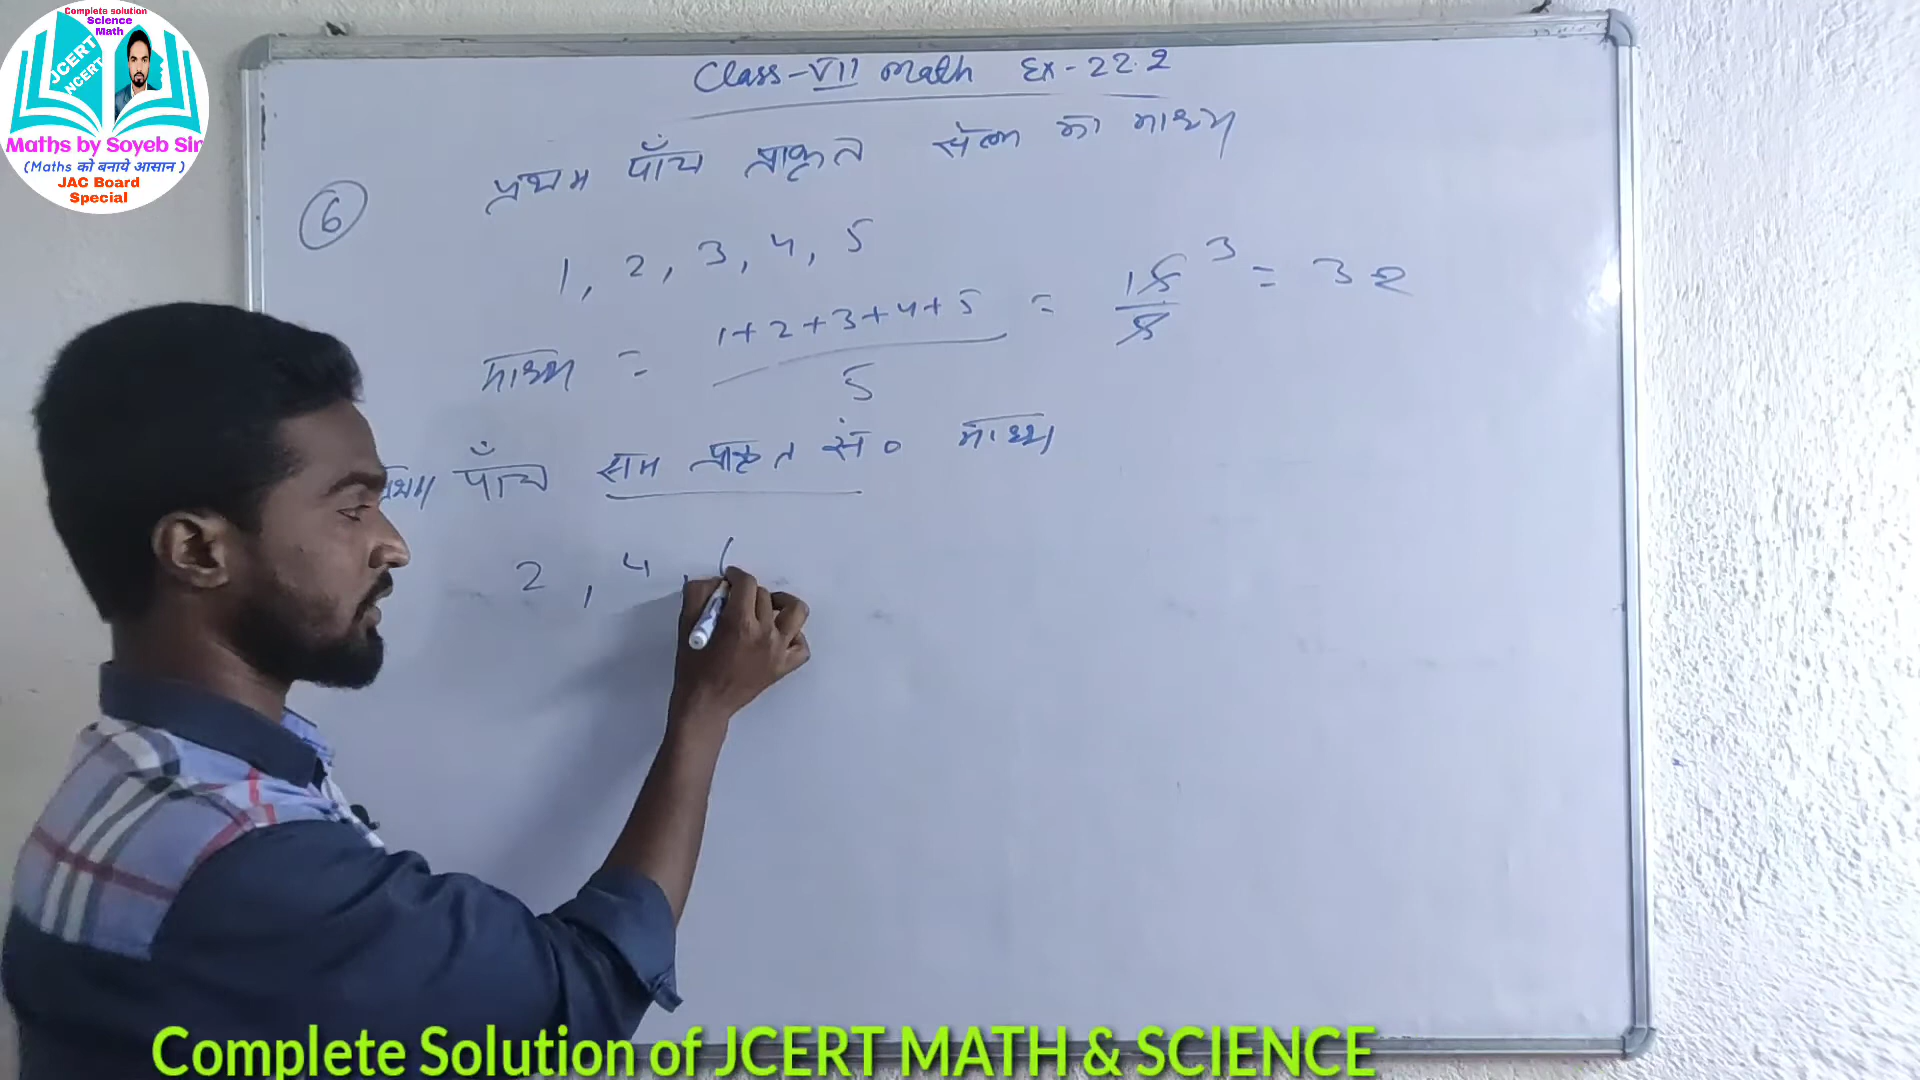 Complete solution
Science
Math
JCERT
NCERT
Maths by Soyeb Sir
(Maths को बनाये आसान )
JAC Board
Special
Class-VII Math Ex-22.2
प्रथम पाँच प्राकृत संख्या का माध्य
6
1, 2, 3, 4, 5
माध्य = 1+2+3+4+5 / 5 = 15 / 5 3 = 3
पाँच सम प्राकृत सं० माध्य
2, 4,
Complete Solution of JCERT MATH & SCIENCE